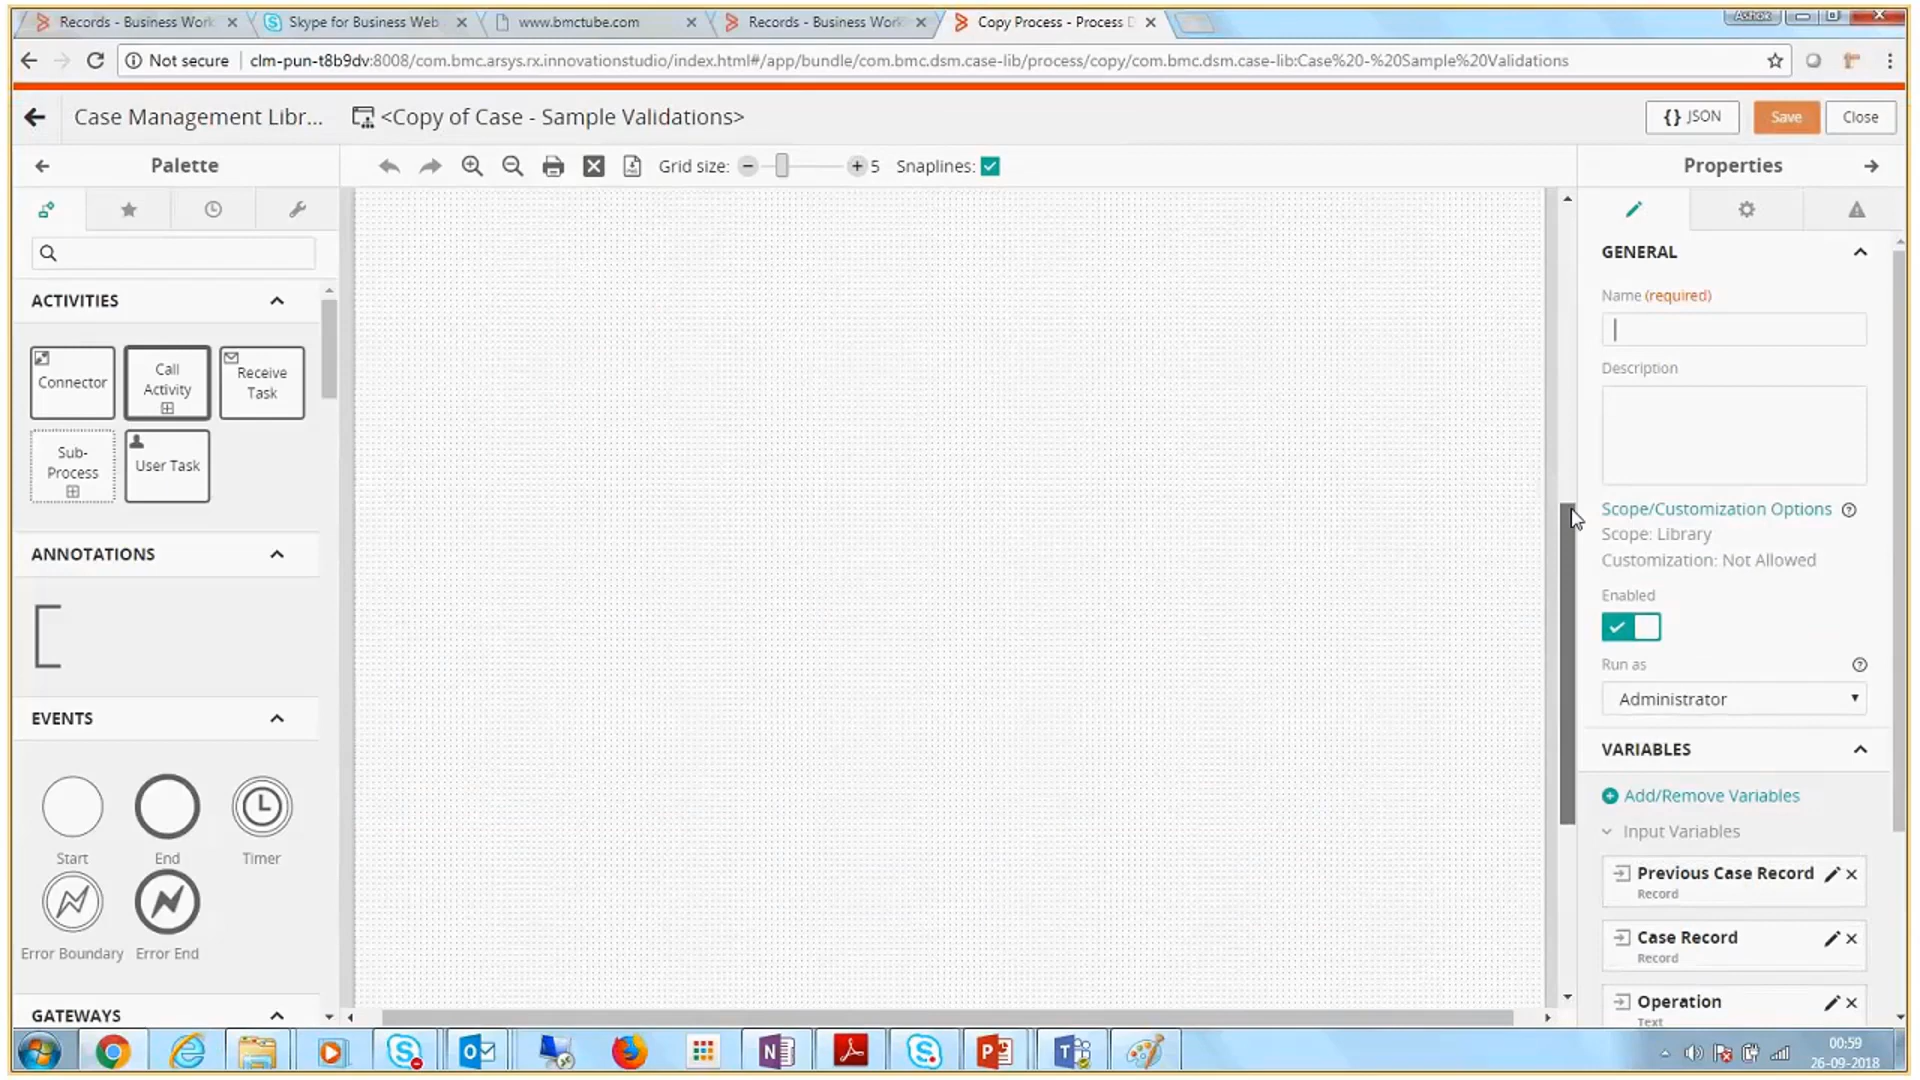 Records - Business Work
Skype for Business Web
www.bmctube.com
Records - Business Work
Copy Process - Process D
Ashok
Not secure
clm-pun-t8b9dv:8008/com.bmc.arsys.rx.innovationstudio/index.html#/app/bundle/com.bmc.dsm.case-lib/process/copy/com.bmc.dsm.case-lib:Case%20-%20Sample%20Validations
Case Management Libr...
<Copy of Case - Sample Validations>
{} JSON
Save
Close
Palette
Grid size:
5
Snaplines:
Properties
ACTIVITIES
Connector
Call
Activity
Receive
Task
Sub-
Process
User Task
ANNOTATIONS
EVENTS
Start
End
Timer
Error Boundary
Error End
GATEWAYS
GENERAL
Name (required)
Description
Scope/Customization Options
Scope: Library
Customization: Not Allowed
Enabled
Run as
Administrator
VARIABLES
Add/Remove Variables
Input Variables
Previous Case Record
Record
Case Record
Record
Operation
Text
00:59
26-09-2018